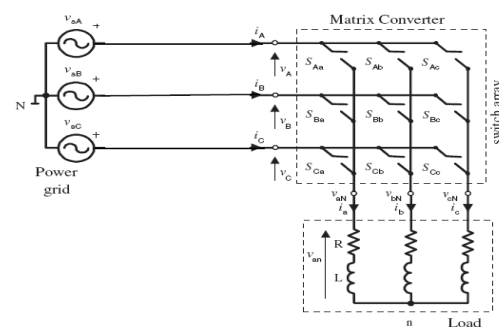 Matrix Converter
v_sA + i_A
v_A S_Aa S_Ab S_Ac
v_sB + i_B
N
v_B S_Ba S_Bb S_Bc
switch array
v_sC + i_C
v_C S_Ca S_Cb S_Cc
Power
grid
v_aN v_bN v_cN
i_a i_b i_c
R
v_an
L
n Load